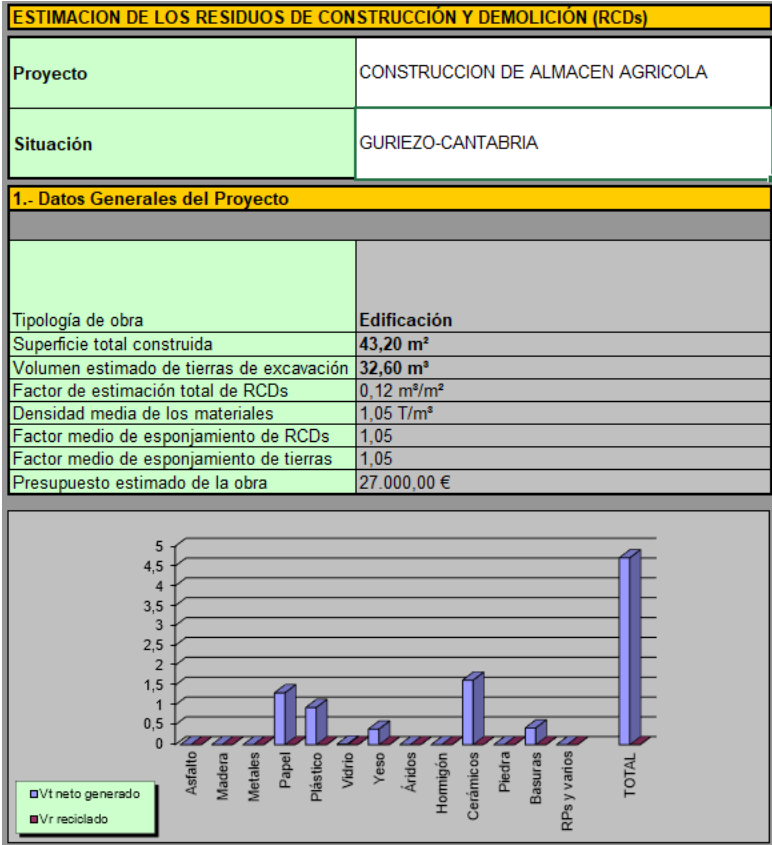 ESTIMACION DE LOS RESIDUOS DE CONSTRUCCIÓN Y DEMOLICIÓN (RCDs)
Proyecto CONSTRUCCION DE ALMACEN AGRICOLA
Situación GURIEZO-CANTABRIA
1.- Datos Generales del Proyecto
Tipología de obra Edificación
Superficie total construida 43,20 m²
Volumen estimado de tierras de excavación 32,60 m³
Factor de estimación total de RCDs 0,12 m³/m²
Densidad media de los materiales 1,05 T/m³
Factor medio de esponjamiento de RCDs 1,05
Factor medio de esponjamiento de tierras 1,05
Presupuesto estimado de la obra 27.000,00 €
5
4,5
4
3,5
3
2,5
2
1,5
1
0,5
0
Asfalto
Madera
Metales
Papel
Plástico
Vidrio
Yeso
Áridos
Hormigón
Cerámicos
Piedra
Basuras
RPs y varios
TOTAL
Vt neto generado
Vr reciclado